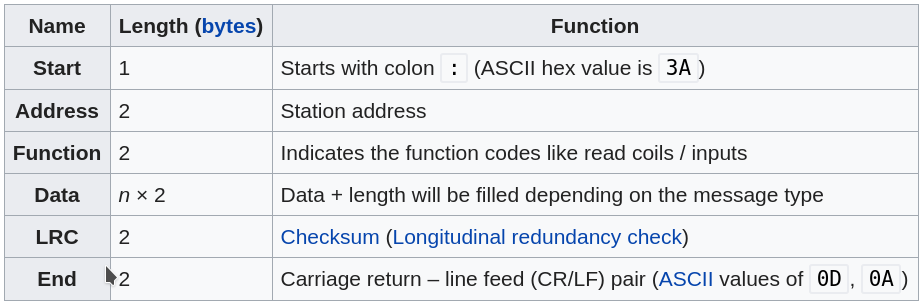 Name Length (bytes) Function
Start 1 Starts with colon : (ASCII hex value is 3A)
Address 2 Station address
Function 2 Indicates the function codes like read coils / inputs
Data n × 2 Data + length will be filled depending on the message type
LRC 2 Checksum (Longitudinal redundancy check)
End 2 Carriage return – line feed (CR/LF) pair (ASCII values of 0D, 0A)